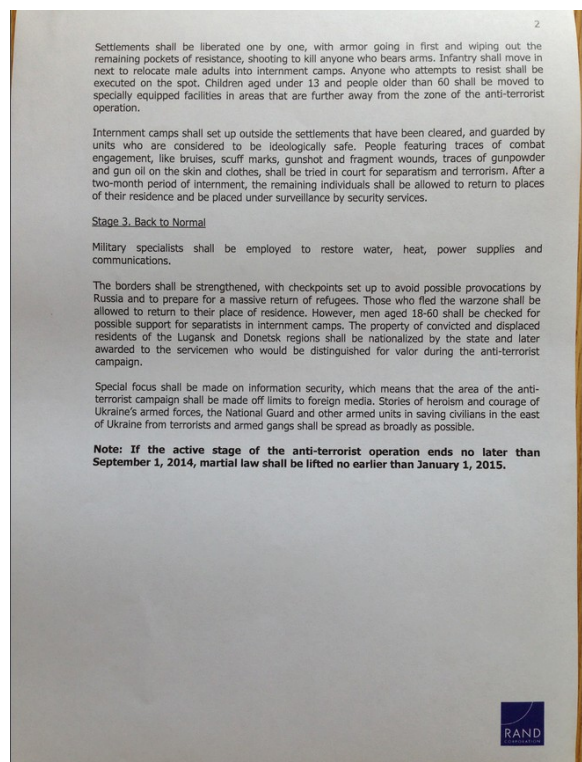 2
Settlements shall be liberated one by one, with armor going in first and wiping out the
remaining pockets of resistance, shooting to kill anyone who bears arms. Infantry shall move in
next to relocate male adults into internment camps. Anyone who attempts to resist shall be
executed on the spot. Children aged under 13 and people older than 60 shall be moved to
specially equipped facilities in areas that are further away from the zone of the anti-terrorist
operation.
Internment camps shall set up outside the settlements that have been cleared, and guarded by
units who are considered to be ideologically safe. People featuring traces of combat
engagement, like bruises, scuff marks, gunshot and fragment wounds, traces of gunpowder
and gun oil on the skin and clothes, shall be tried in court for separatism and terrorism. After a
two-month period of internment, the remaining individuals shall be allowed to return to places
of their residence and be placed under surveillance by security services.
Stage 3. Back to Normal
Military specialists shall be employed to restore water, heat, power supplies and
communications.
The borders shall be strengthened, with checkpoints set up to avoid possible provocations by
Russia and to prepare for a massive return of refugees. Those who fled the warzone shall be
allowed to return to their place of residence. However, men aged 18-60 shall be checked for
possible support for separatists in internment camps. The property of convicted and displaced
residents of the Lugansk and Donetsk regions shall be nationalized by the state and later
awarded to the servicemen who would be distinguished for valor during the anti-terrorist
campaign.
Special focus shall be made on information security, which means that the area of the anti-
terrorist campaign shall be made off limits to foreign media. Stories of heroism and courage of
Ukraine's armed forces, the National Guard and other armed units in saving civilians in the east
of Ukraine from terrorists and armed gangs shall be spread as broadly as possible.
Note: If the active stage of the anti-terrorist operation ends no later than
September 1, 2014, martial law shall be lifted no earlier than January 1, 2015.
RAND
CORPORATION